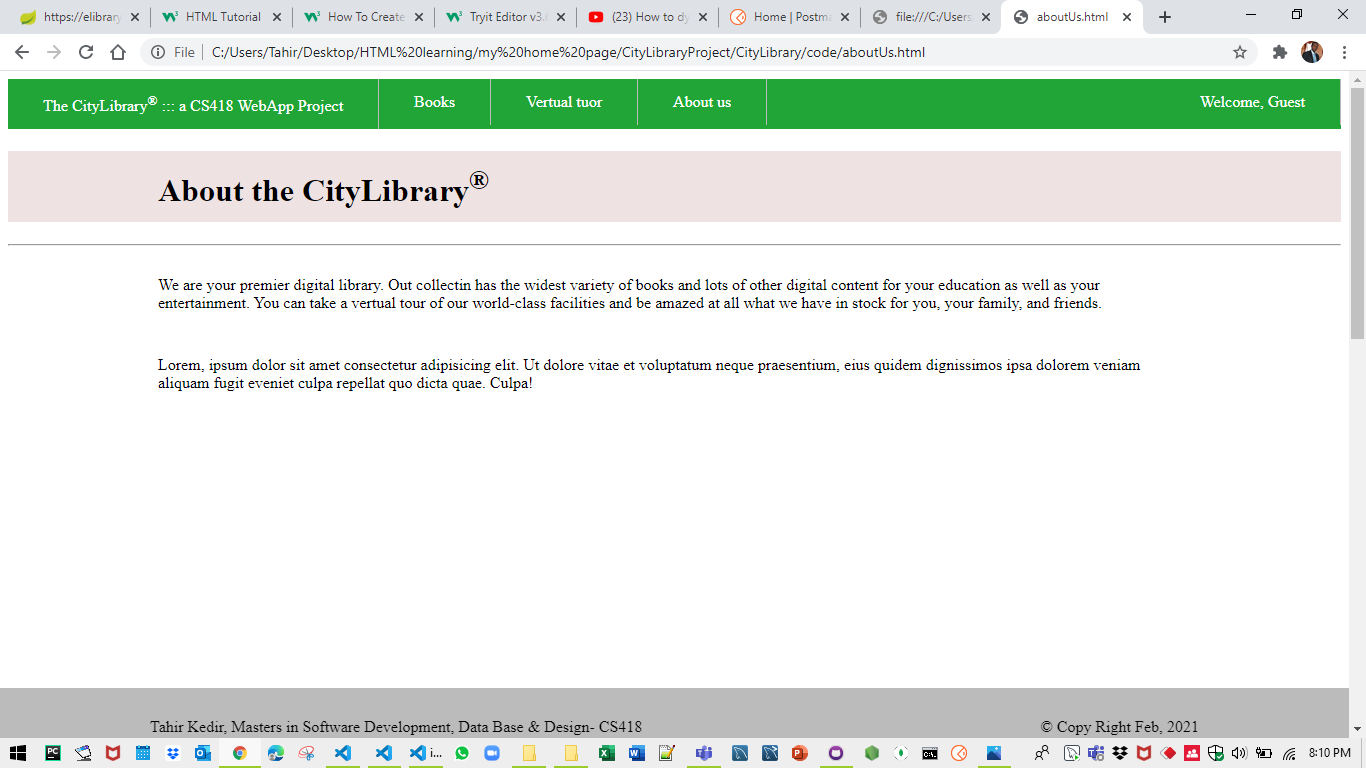 https://elibrary
HTML Tutorial
How To Create
Tryit Editor v3.
(23) How to dy
Home | Postma
file:///C:/Users
aboutUs.html
File
C:/Users/Tahir/Desktop/HTML%20learning/my%20home%20page/CityLibraryProject/CityLibrary/code/aboutUs.html
The CityLibrary® ::: a CS418 WebApp Project
Books
Vertual tuor
About us
Welcome, Guest
About the CityLibrary®
We are your premier digital library. Out collectin has the widest variety of books and lots of other digital content for your education as well as your
entertainment. You can take a vertual tour of our world-class facilities and be amazed at all what we have in stock for you, your family, and friends.
Lorem, ipsum dolor sit amet consectetur adipisicing elit. Ut dolore vitae et voluptatum neque praesentium, eius quidem dignissimos ipsa dolorem veniam
aliquam fugit eveniet culpa repellat quo dicta quae. Culpa!
Tahir Kedir, Masters in Software Development, Data Base & Design- CS418
© Copy Right Feb, 2021
i...
8:10 PM